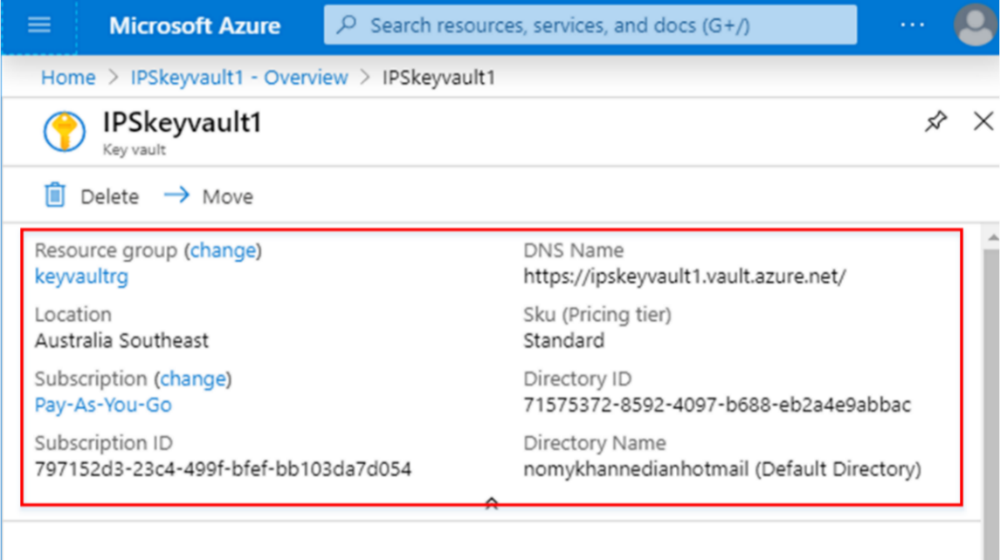 Microsoft Azure
Search resources, services, and docs (G+/)
...
Home > IPSkeyvault1 - Overview > IPSkeyvault1
IPSkeyvault1
Key vault
Delete
Move
Resource group (change)
keyvaultrg
Location
Australia Southeast
Subscription (change)
Pay-As-You-Go
Subscription ID
797152d3-23c4-499f-bfef-bb103da7d054
DNS Name
https://ipskeyvault1.vault.azure.net/
Sku (Pricing tier)
Standard
Directory ID
71575372-8592-4097-b688-eb2a4e9abbac
Directory Name
nomykhannedianhotmail (Default Directory)